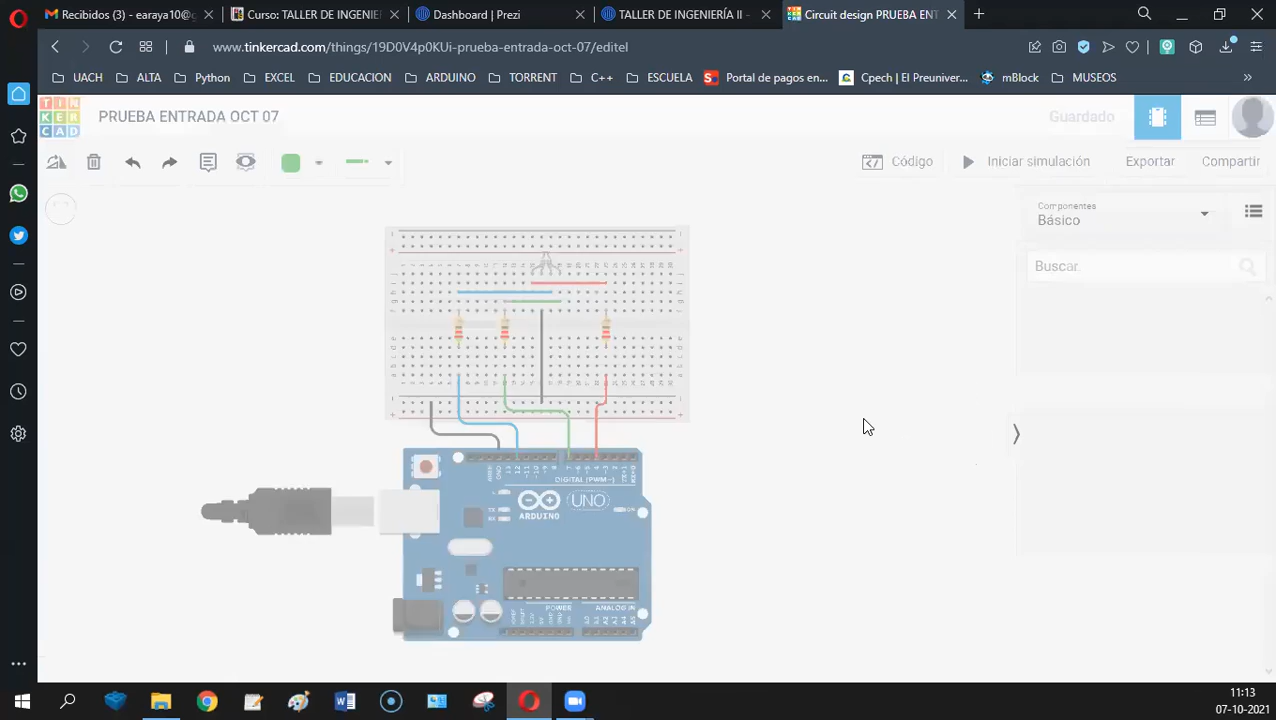 Recibidos (3) - earaya10@g
Curso: TALLER DE INGENIE
Dashboard | Prezi
TALLER DE INGENIERÍA II -
Circuit design PRUEBA ENT
www.tinkercad.com/things/19D0V4p0KUi-prueba-entrada-oct-07/editel
UACH
ALTA
Python
EXCEL
EDUCACION
ARDUINO
TORRENT
C++
ESCUELA
Portal de pagos en...
Cpech | El Preuniver...
mBlock
MUSEOS
TIN
KER
CAD
PRUEBA ENTRADA OCT 07
Guardado
Código
Iniciar simulación
Exportar
Compartir
Componentes
Básico
Buscar
DIGITAL (PWM~)
UNO
ARDUINO
POWER
ANALOG IN
11:13
07-10-2021